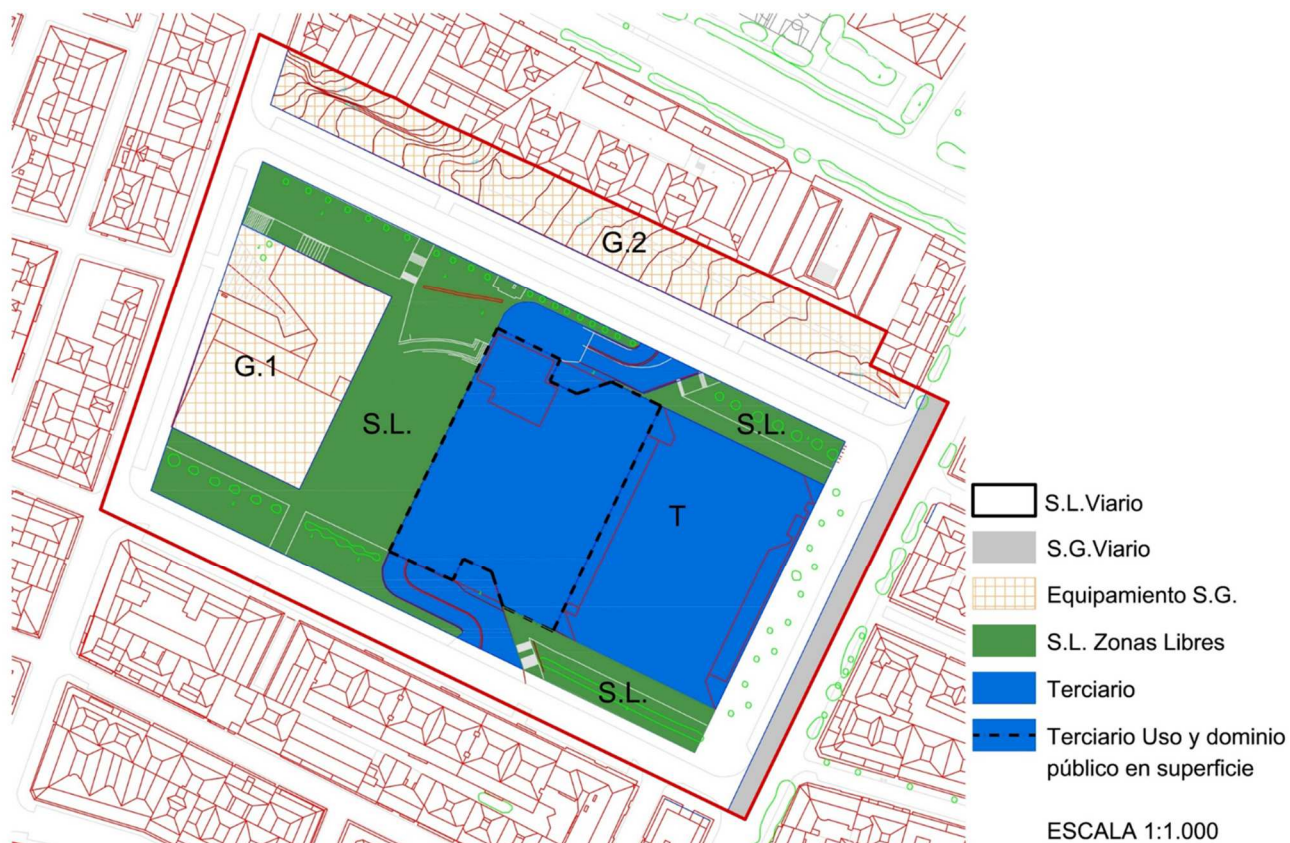 G.2
G.1
S.L.
S.L.
T
S.L.
S.L.Viario
S.G.Viario
Equipamiento S.G.
S.L. Zonas Libres
Terciario
Terciario Uso y dominio
público en superficie
ESCALA 1:1.000